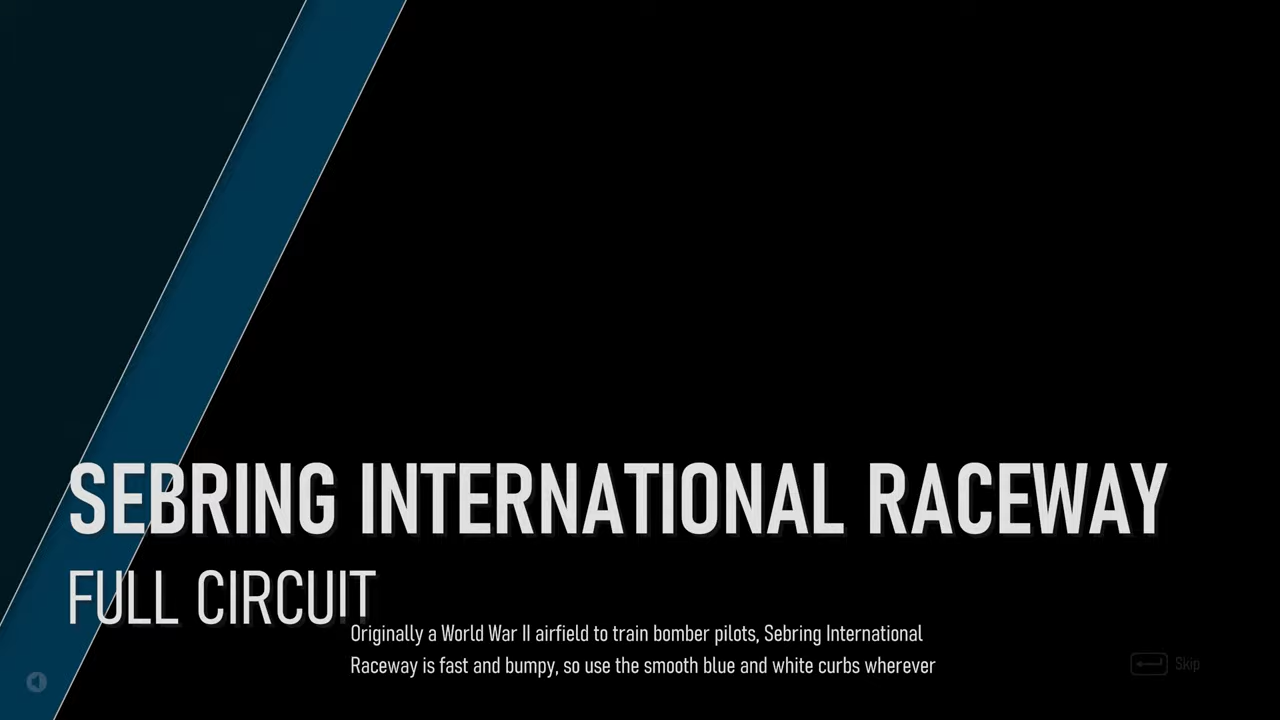 SEBRING INTERNATIONAL RACEWAY
FULL CIRCUIT
Originally a World War II airfield to train bomber pilots, Sebring International
Raceway is fast and bumpy, so use the smooth blue and white curbs wherever
Skip